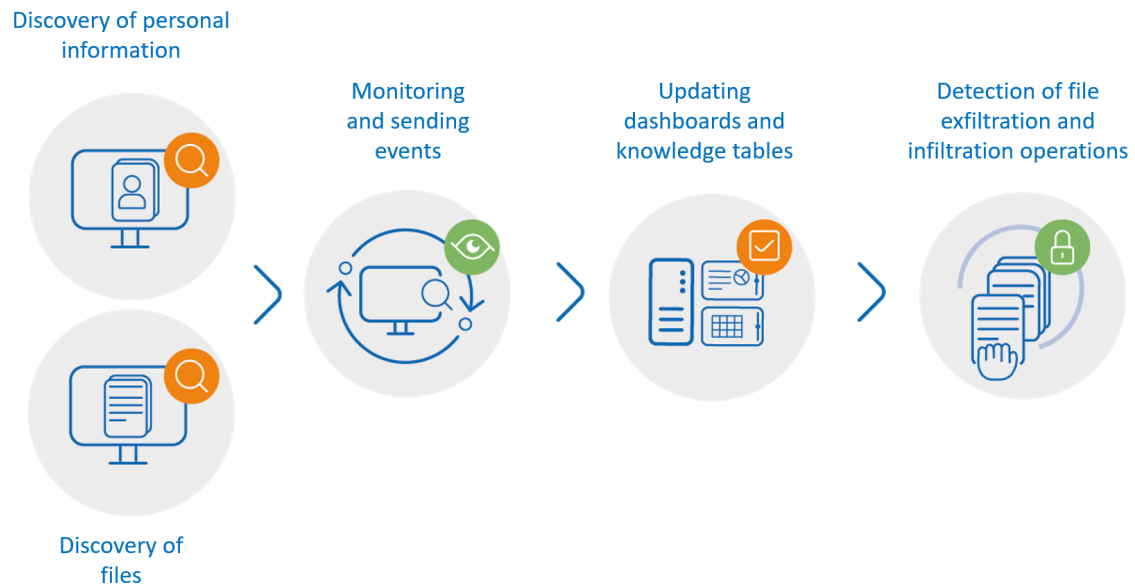 Discovery of personal
information
Monitoring
and sending
events
Updating
dashboards and
knowledge tables
Detection of file
exfiltration and
infiltration operations
Discovery of
files